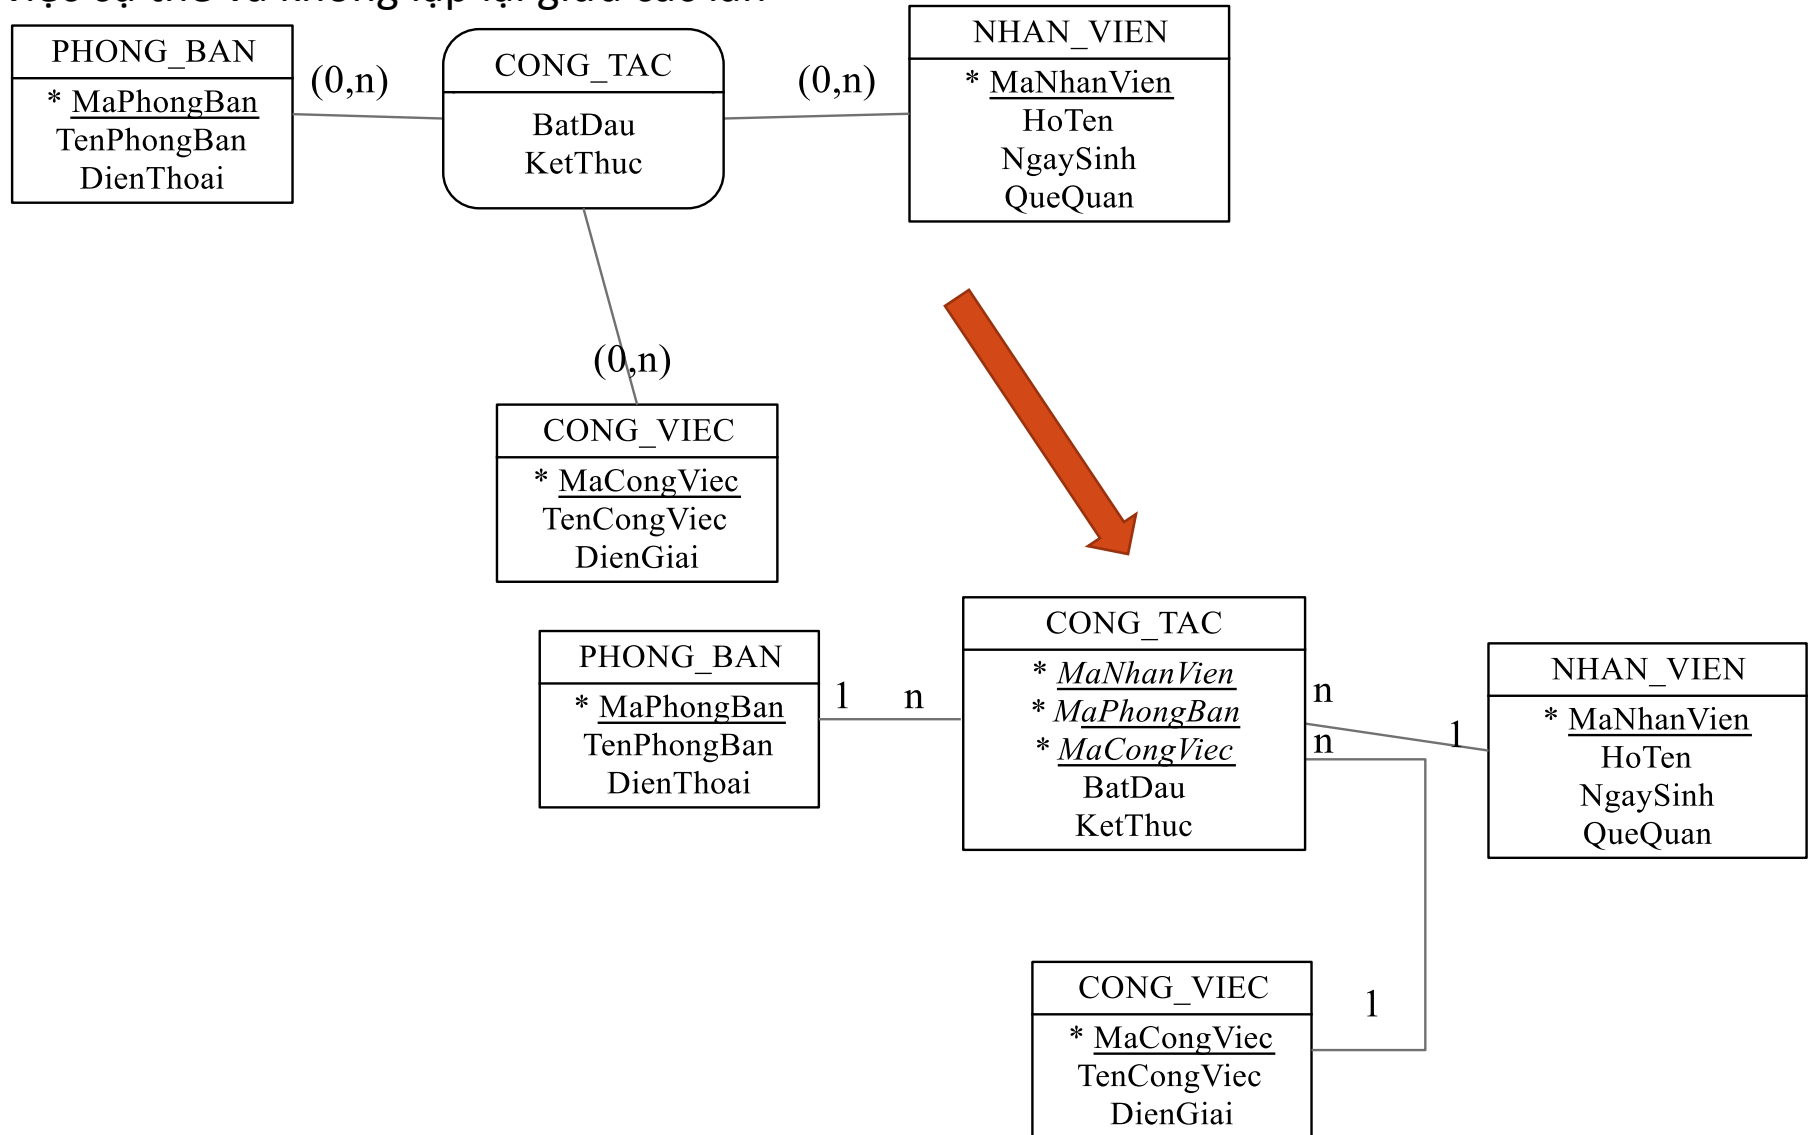 PHONG_BAN
* MaPhongBan
TenPhongBan
DienThoai
(0,n)
CONG_TAC
BatDau
KetThuc
(0,n)
NHAN_VIEN
* MaNhanVien
HoTen
NgaySinh
QueQuan
(0,n)
CONG_VIEC
* MaCongViec
TenCongViec
DienGiai
PHONG_BAN
* MaPhongBan
TenPhongBan
DienThoai
1 n
CONG_TAC
* MaNhanVien
* MaPhongBan
* MaCongViec
BatDau
KetThuc
n
n
1
NHAN_VIEN
* MaNhanVien
HoTen
NgaySinh
QueQuan
CONG_VIEC
* MaCongViec
TenCongViec
DienGiai
1